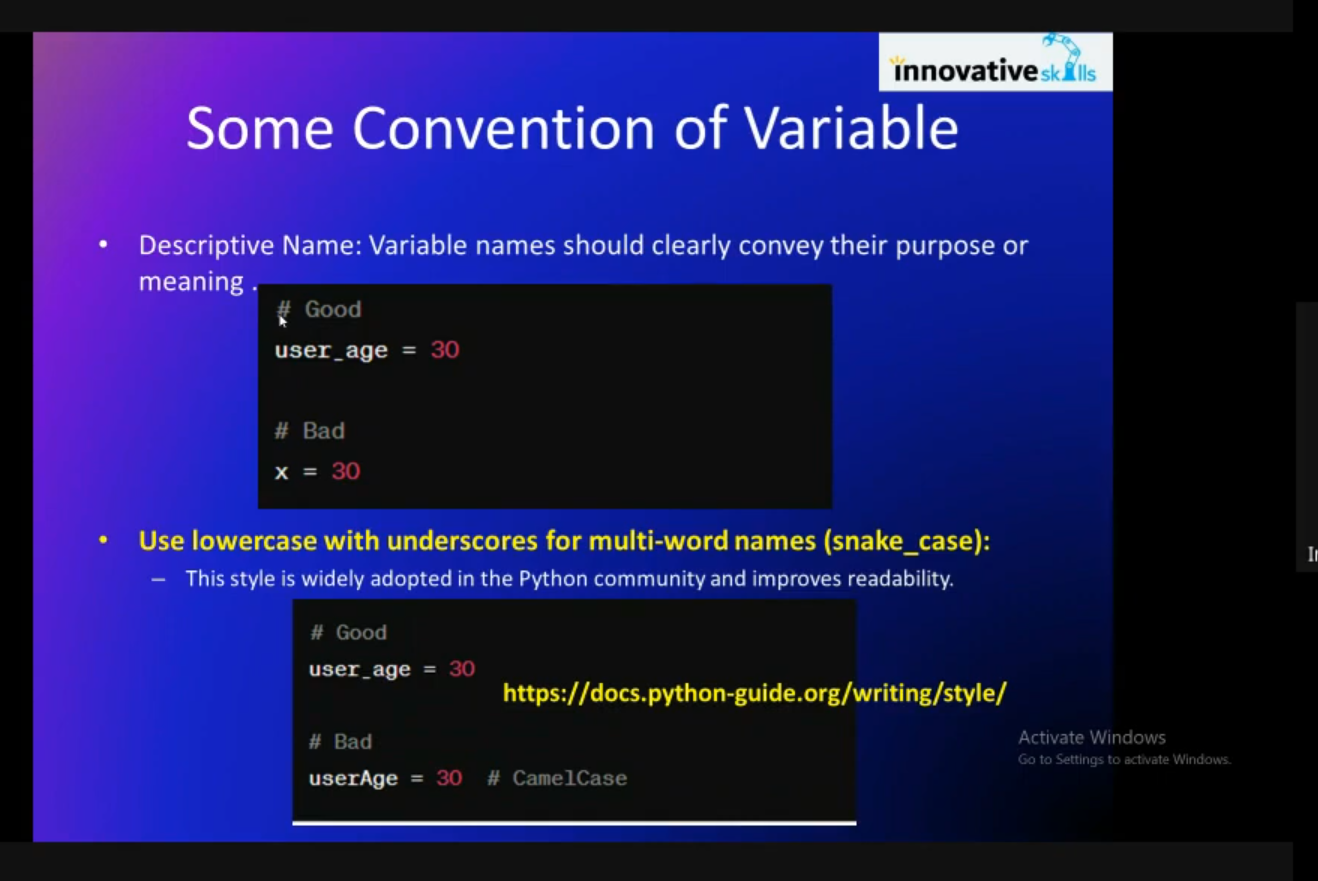 innovative skills
Some Convention of Variable
• Descriptive Name: Variable names should clearly convey their purpose or
meaning .
# Good
user_age = 30
# Bad
x = 30
• Use lowercase with underscores for multi-word names (snake_case):
– This style is widely adopted in the Python community and improves readability.
# Good
user_age = 30
https://docs.python-guide.org/writing/style/
# Bad
userAge = 30 # CamelCase
Activate Windows
Go to Settings to activate Windows.